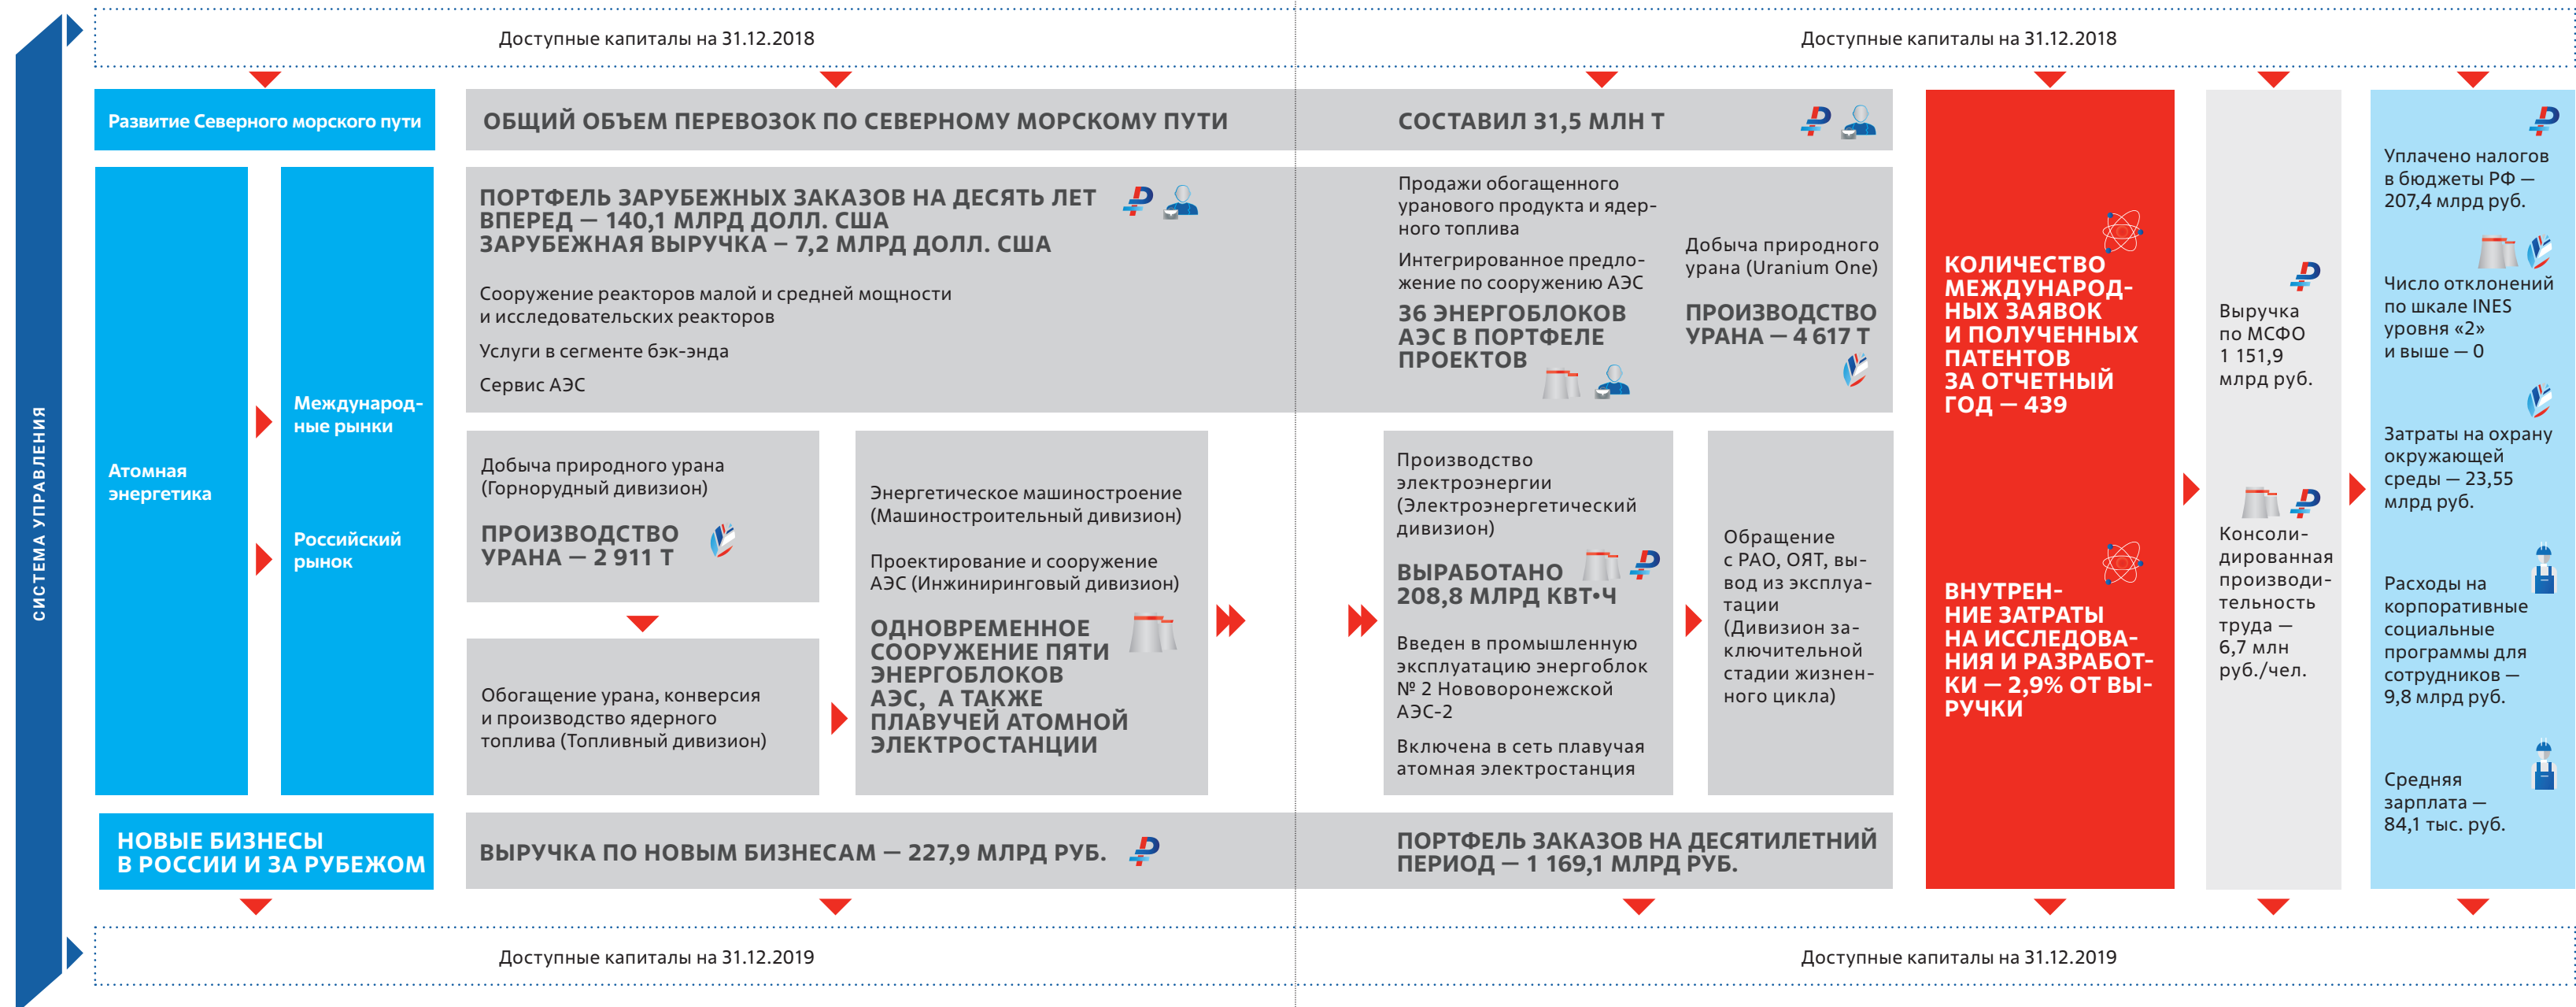 Доступные капиталы на 31.12.2018
Доступные капиталы на 31.12.2018
СИСТЕМА УПРАВЛЕНИЯ
Развитие Северного морского пути
ОБЩИЙ ОБЪЕМ ПЕРЕВОЗОК ПО СЕВЕРНОМУ МОРСКОМУ ПУТИ
СОСТАВИЛ 31,5 МЛН Т
Атомная
энергетика
Международ-
ные рынки
Российский
рынок
ПОРТФЕЛЬ ЗАРУБЕЖНЫХ ЗАКАЗОВ НА ДЕСЯТЬ ЛЕТ
ВПЕРЕД — 140,1 МЛРД ДОЛЛ. США
ЗАРУБЕЖНАЯ ВЫРУЧКА — 7,2 МЛРД ДОЛЛ. США
Сооружение реакторов малой и средней мощности
и исследовательских реакторов
Услуги в сегменте бэк-энда
Сервис АЭС
Продажи обогащенного
уранового продукта и ядер-
ного топлива
Интегрированное предло-
жение по сооружению АЭС
36 ЭНЕРГОБЛОКОВ
АЭС В ПОРТФЕЛЕ
ПРОЕКТОВ
Добыча природного
урана (Uranium One)
ПРОИЗВОДСТВО
УРАНА — 4 617 Т
Добыча природного урана
(Горнорудный дивизион)
ПРОИЗВОДСТВО
УРАНА — 2 911 Т
Обогащение урана, конверсия
и производство ядерного
топлива (Топливный дивизион)
Энергетическое машиностроение
(Машиностроительный дивизион)
Проектирование и сооружение
АЭС (Инжиниринговый дивизион)
ОДНОВРЕМЕННОЕ
СООРУЖЕНИЕ ПЯТИ
ЭНЕРГОБЛОКОВ
АЭС, А ТАКЖЕ
ПЛАВУЧЕЙ АТОМНОЙ
ЭЛЕКТРОСТАНЦИИ
Производство
электроэнергии
(Электроэнергетический
дивизион)
ВЫРАБОТАНО
208,8 МЛРД КВТ•Ч
Введен в промышленную
эксплуатацию энергоблок
№ 2 Нововоронежской
АЭС-2
Включена в сеть плавучая
атомная электростанция
Обращение
с РАО, ОЯТ, вы-
вод из эксплуа-
тации
(Дивизион за-
ключительной
стадии жизнен-
ного цикла)
НОВЫЕ БИЗНЕСЫ
В РОССИИ И ЗА РУБЕЖОМ
ВЫРУЧКА ПО НОВЫМ БИЗНЕСАМ — 227,9 МЛРД РУБ.
ПОРТФЕЛЬ ЗАКАЗОВ НА ДЕСЯТИЛЕТНИЙ
ПЕРИОД — 1 169,1 МЛРД РУБ.
КОЛИЧЕСТВО
МЕЖДУНАРОД-
НЫХ ЗАЯВОК
И ПОЛУЧЕННЫХ
ПАТЕНТОВ
ЗА ОТЧЕТНЫЙ
ГОД — 439
ВНУТРЕН-
НИЕ ЗАТРАТЫ
НА ИССЛЕДОВА-
НИЯ И РАЗРАБОТ-
КИ — 2,9% ОТ ВЫ-
РУЧКИ
Выручка
по МСФО
1 151,9
млрд руб.
Консоли-
дированная
производи-
тельность
труда —
6,7 млн
руб./чел.
Уплачено налогов
в бюджеты РФ —
207,4 млрд руб.
Число отклонений
по шкале INES
уровня «2»
и выше — 0
Затраты на охрану
окружающей
среды — 23,55
млрд руб.
Расходы на
корпоративные
социальные
программы для
сотрудников —
9,8 млрд руб.
Средняя
зарплата —
84,1 тыс. руб.
Доступные капиталы на 31.12.2019
Доступные капиталы на 31.12.2019